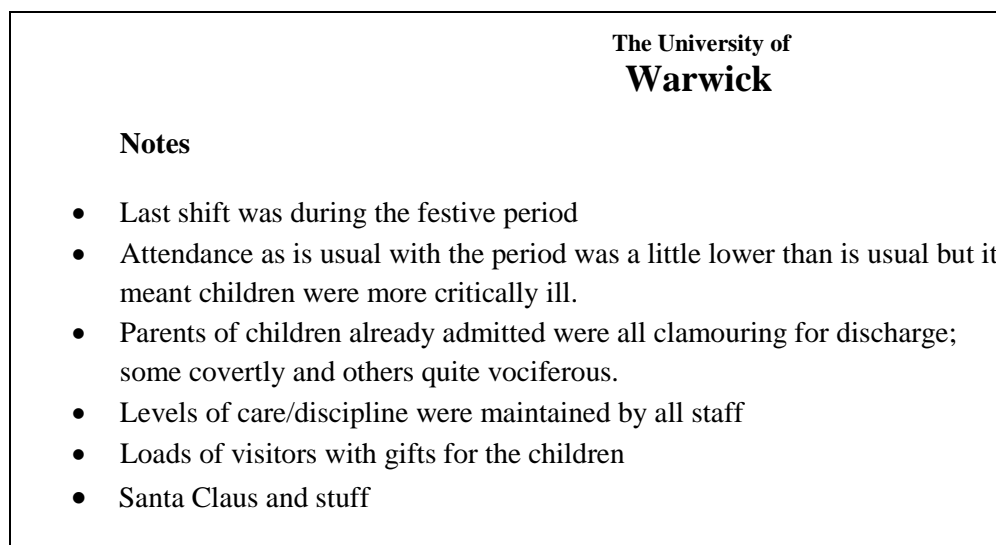 The University of
Warwick
Notes
• Last shift was during the festive period
• Attendance as is usual with the period was a little lower than is usual but it
meant children were more critically ill.
• Parents of children already admitted were all clamouring for discharge;
some covertly and others quite vociferous.
• Levels of care/discipline were maintained by all staff
• Loads of visitors with gifts for the children
• Santa Claus and stuff